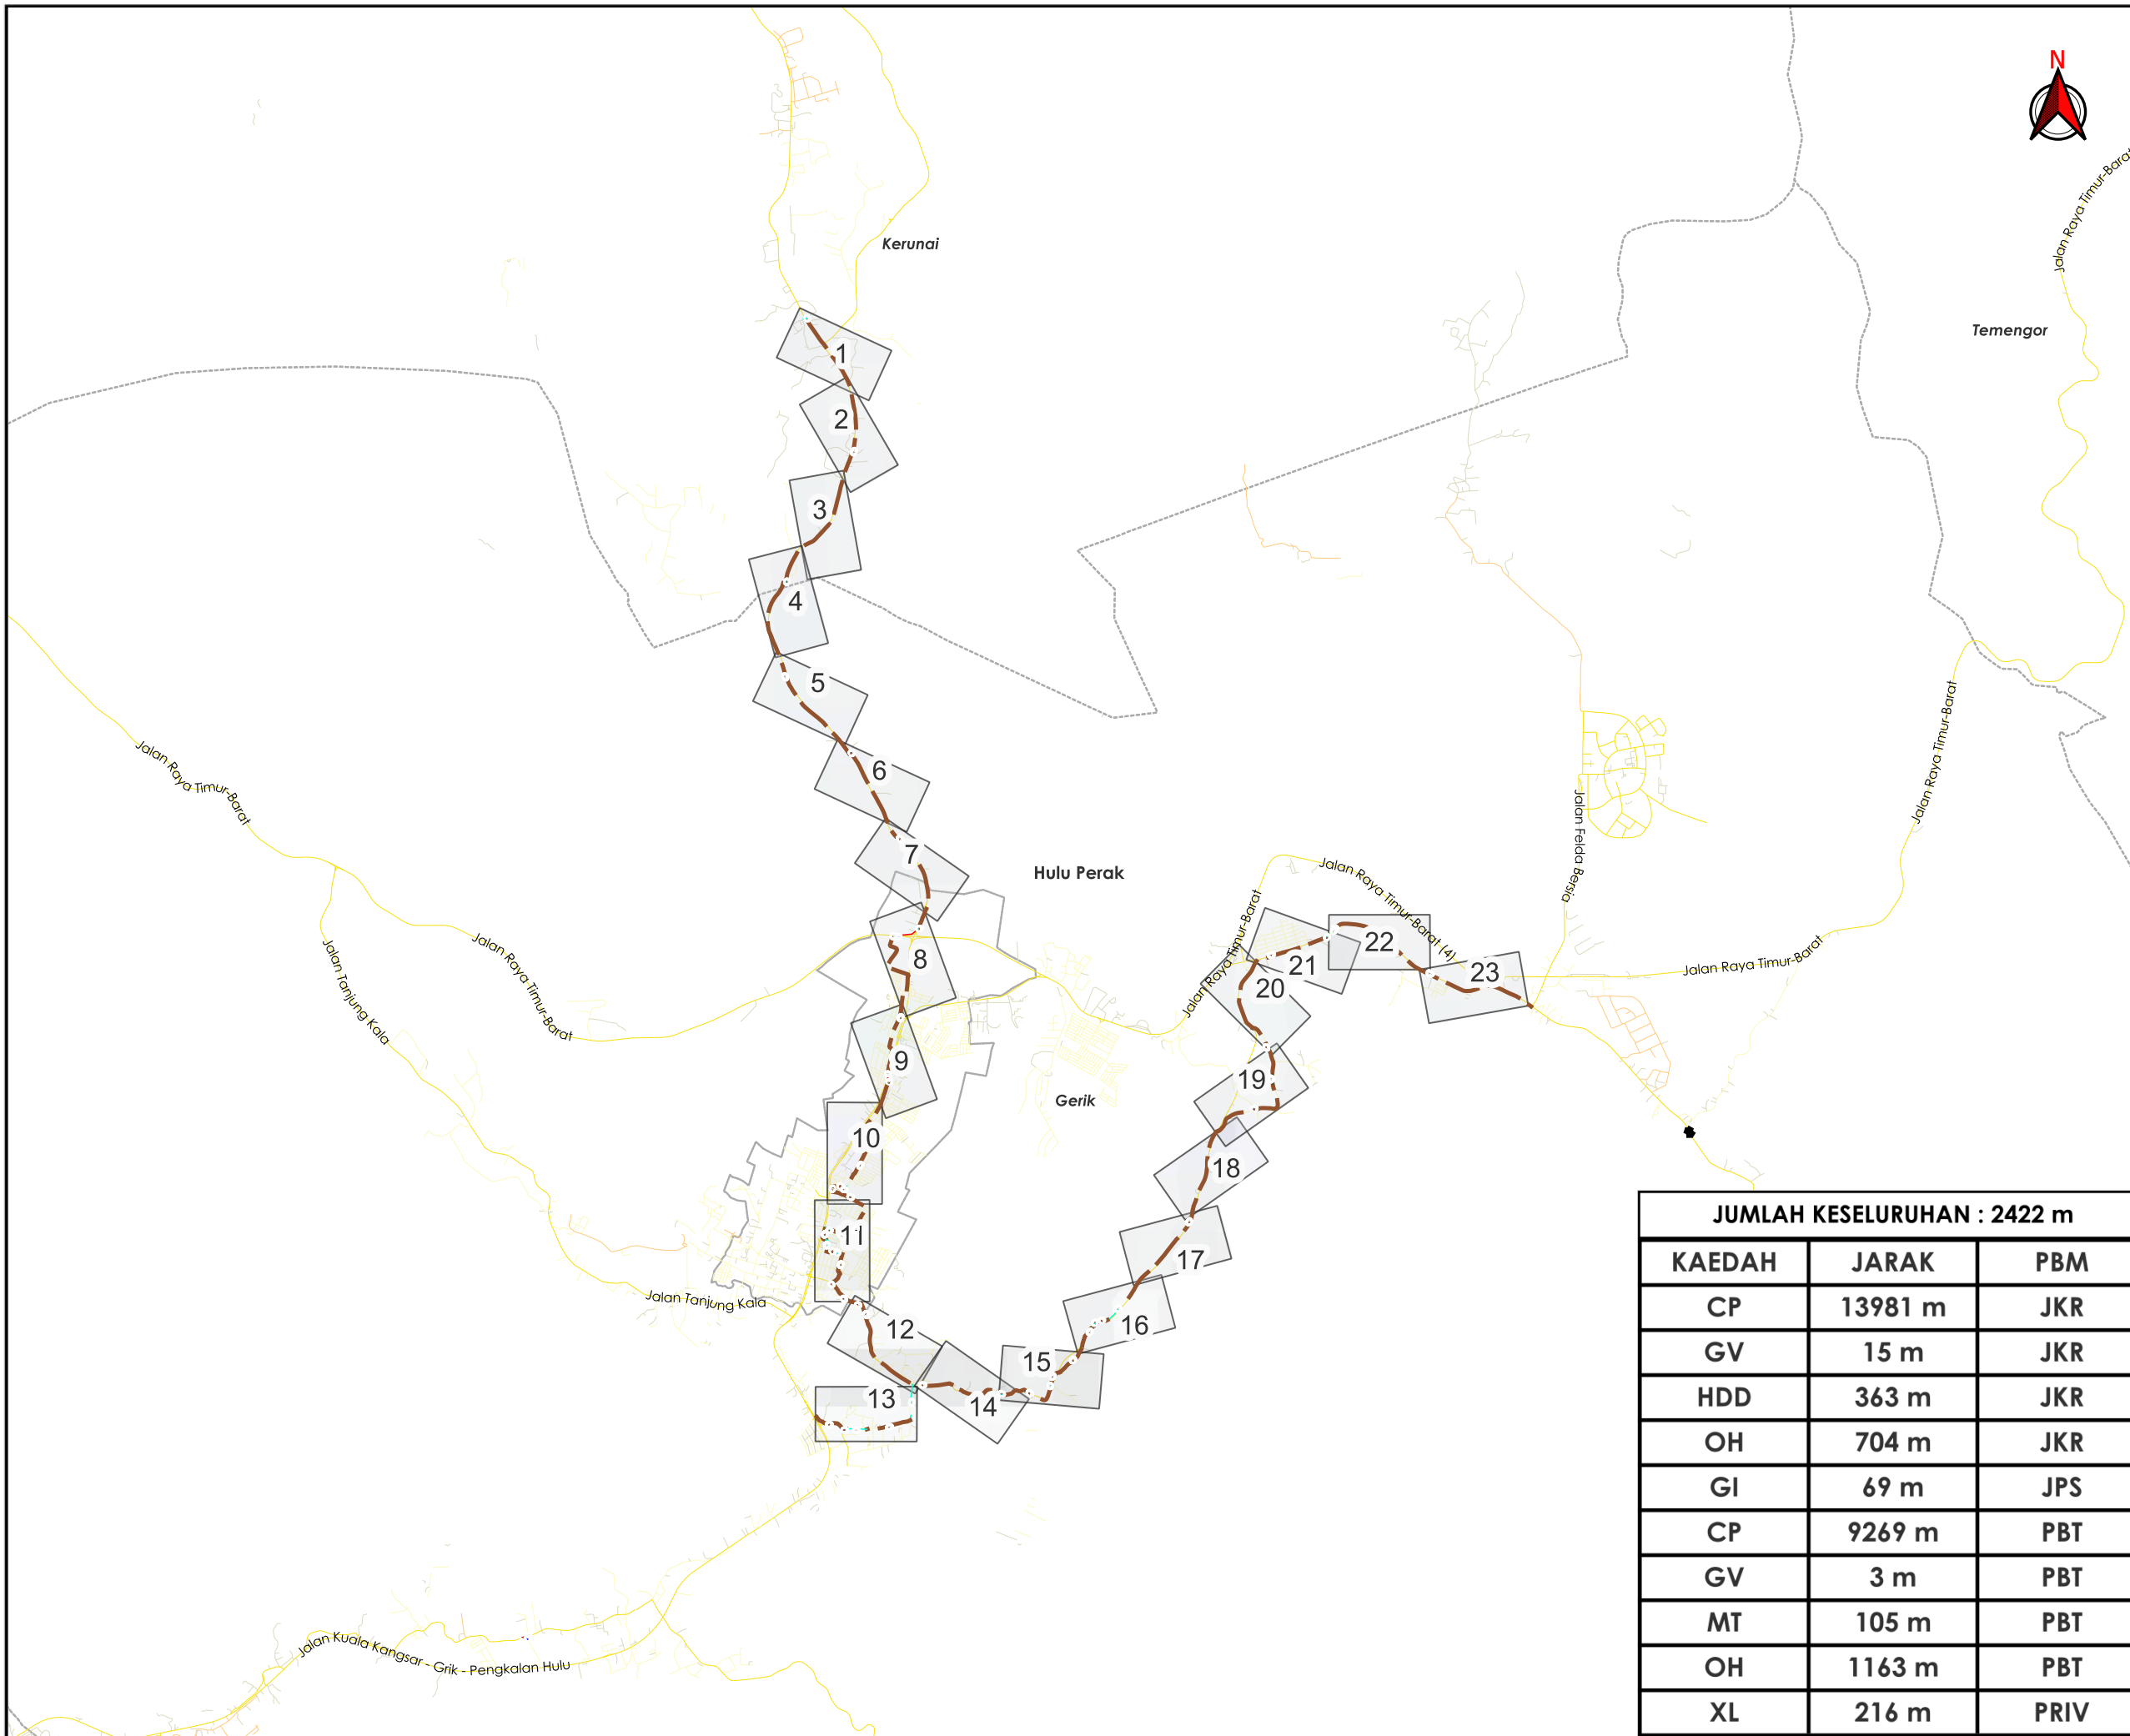 N
Jalan Raya Timur-Barat
Kerunai
Temengor
1
2
3
4
5
6
7
8
9
10
11
12
13
14
15
16
17
18
19
20
21
22
23
Jalan Raya Timur-Barat
Jalan Raya Timur-Barat
Jalan Tanjung Kala
Jalan Tanjung Kala
Hulu Perak
Gerik
Jalan Raya Timur-Barat
Jalan Raya Timur-Barat (4)
Jalan Felda Bersia
Jalan Raya Timur-Barat
Jalan Raya Timur-Barat
Jalan Kuala Kangsar - Grik - Pengkalan Hulu
JUMLAH KESELURUHAN : 2422 m
KAEDAH JARAK PBM
CP 13981 m JKR
GV 15 m JKR
HDD 363 m JKR
OH 704 m JKR
GI 69 m JPS
CP 9269 m PBT
GV 3 m PBT
MT 105 m PBT
OH 1163 m PBT
XL 216 m PRIV